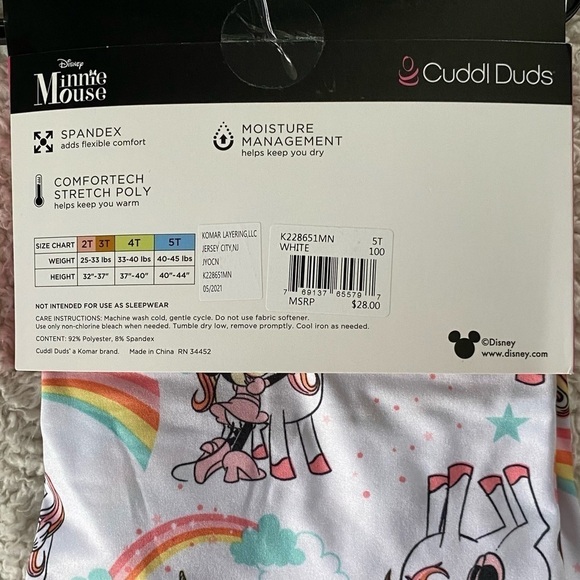 Disney
Minnie
Mouse
Cuddl Duds
SPANDEX
adds flexible comfort
MOISTURE
MANAGEMENT
helps keep you dry
COMFORTECH
STRETCH POLY
helps keep you warm
SIZE CHART 2T 3T 4T 5T
WEIGHT 25-33 lbs 33-40 lbs 40-45 lbs
HEIGHT 32"-37" 37"-40" 40"-44"
KOMAR LAYERING,LLC
JERSEY CITY,NJ
JYOCN
K228651MN
05/2021
K228651MN 5T
WHITE 100
7 69137 65579 7
MSRP $28.00
NOT INTENDED FOR USE AS SLEEPWEAR
CARE INSTRUCTIONS: Machine wash cold, gentle cycle. Do not use fabric softener.
Use only non-chlorine bleach when needed. Tumble dry low, remove promptly. Cool iron as needed.
CONTENT: 92% Polyester, 8% Spandex
Cuddl Duds® a Komar brand. Made in China RN 34452
©Disney
www.disney.com